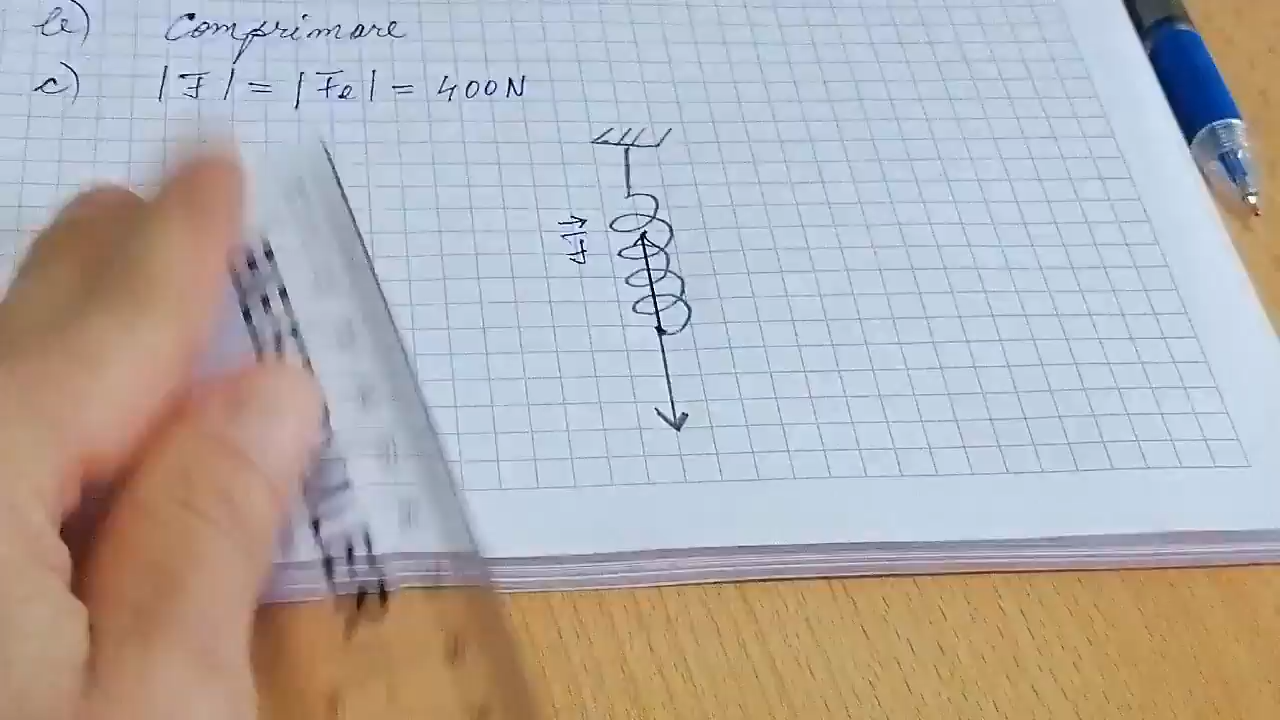 b) Comprimare
c) |F| = |Fe| = 400N
F